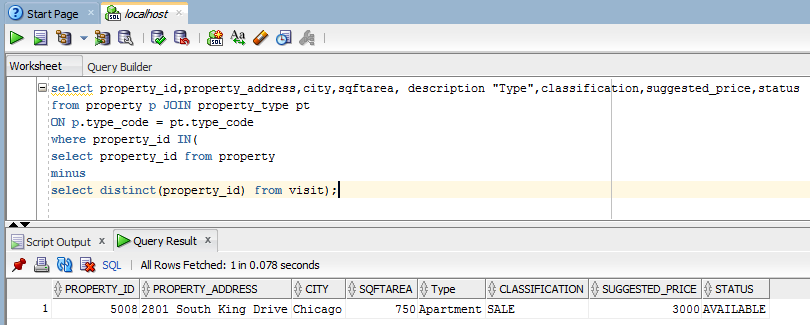 Start Page
localhost
SQL
Aa
Worksheet
Query Builder
select property_id,property_address,city,sqftarea, description "Type",classification,suggested_price,status
from property p JOIN property_type pt
ON p.type_code = pt.type_code
where property_id IN(
select property_id from property
minus
select distinct(property_id) from visit);
Script Output x
Query Result x
SQL | All Rows Fetched: 1 in 0.078 seconds
PROPERTY_ID PROPERTY_ADDRESS CITY SQFTAREA Type CLASSIFICATION SUGGESTED_PRICE STATUS
1 5008 2801 South King Drive Chicago 750 Apartment SALE 3000 AVAILABLE